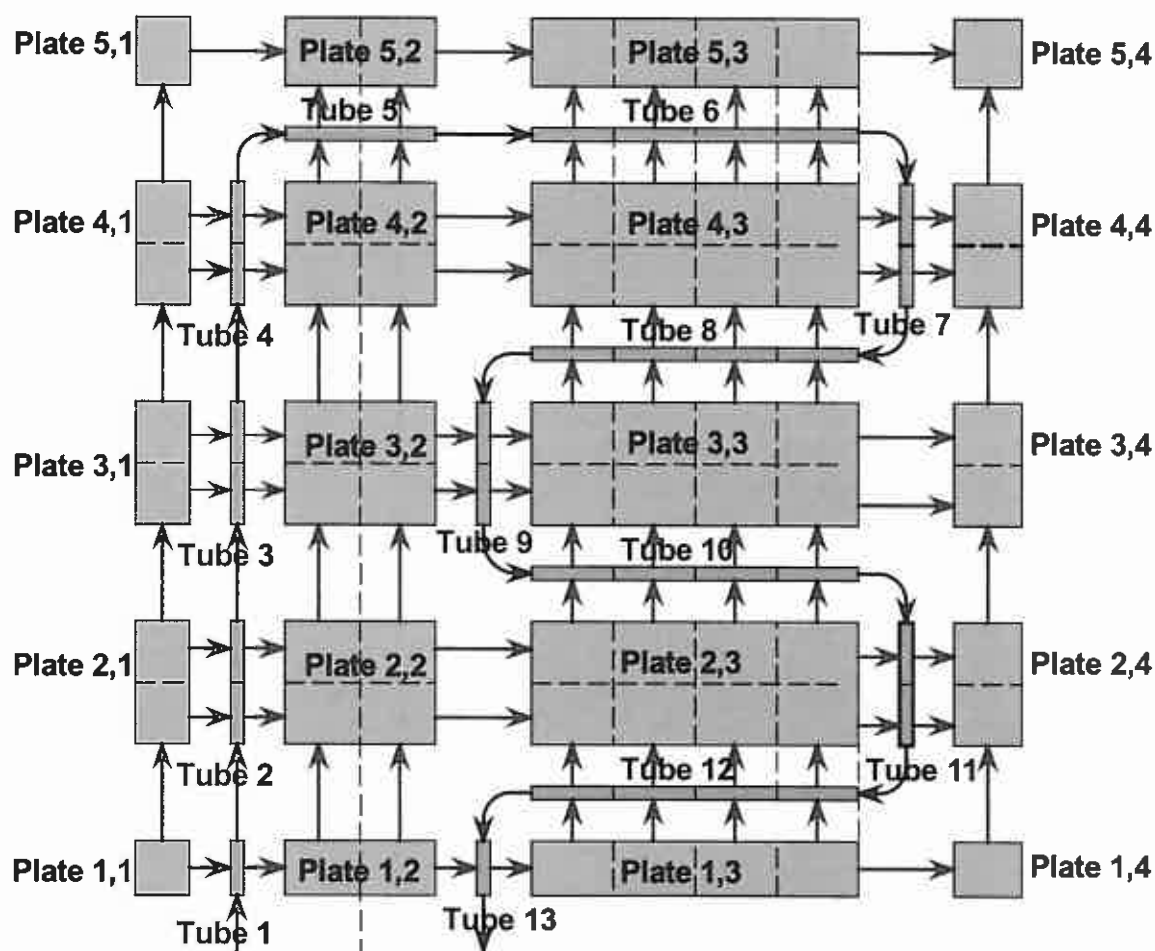 Plate 5,1 Plate 5,2 Plate 5,3 Plate 5,4
Tube 5 Tube 6
Plate 4,1 Plate 4,2 Plate 4,3 Plate 4,4
Tube 4 Tube 8 Tube 7
Plate 3,1 Plate 3,2 Plate 3,3 Plate 3,4
Tube 3 Tube 9 Tube 10
Plate 2,1 Plate 2,2 Plate 2,3 Plate 2,4
Tube 2 Tube 12 Tube 11
Plate 1,1 Plate 1,2 Plate 1,3 Plate 1,4
Tube 1 Tube 13